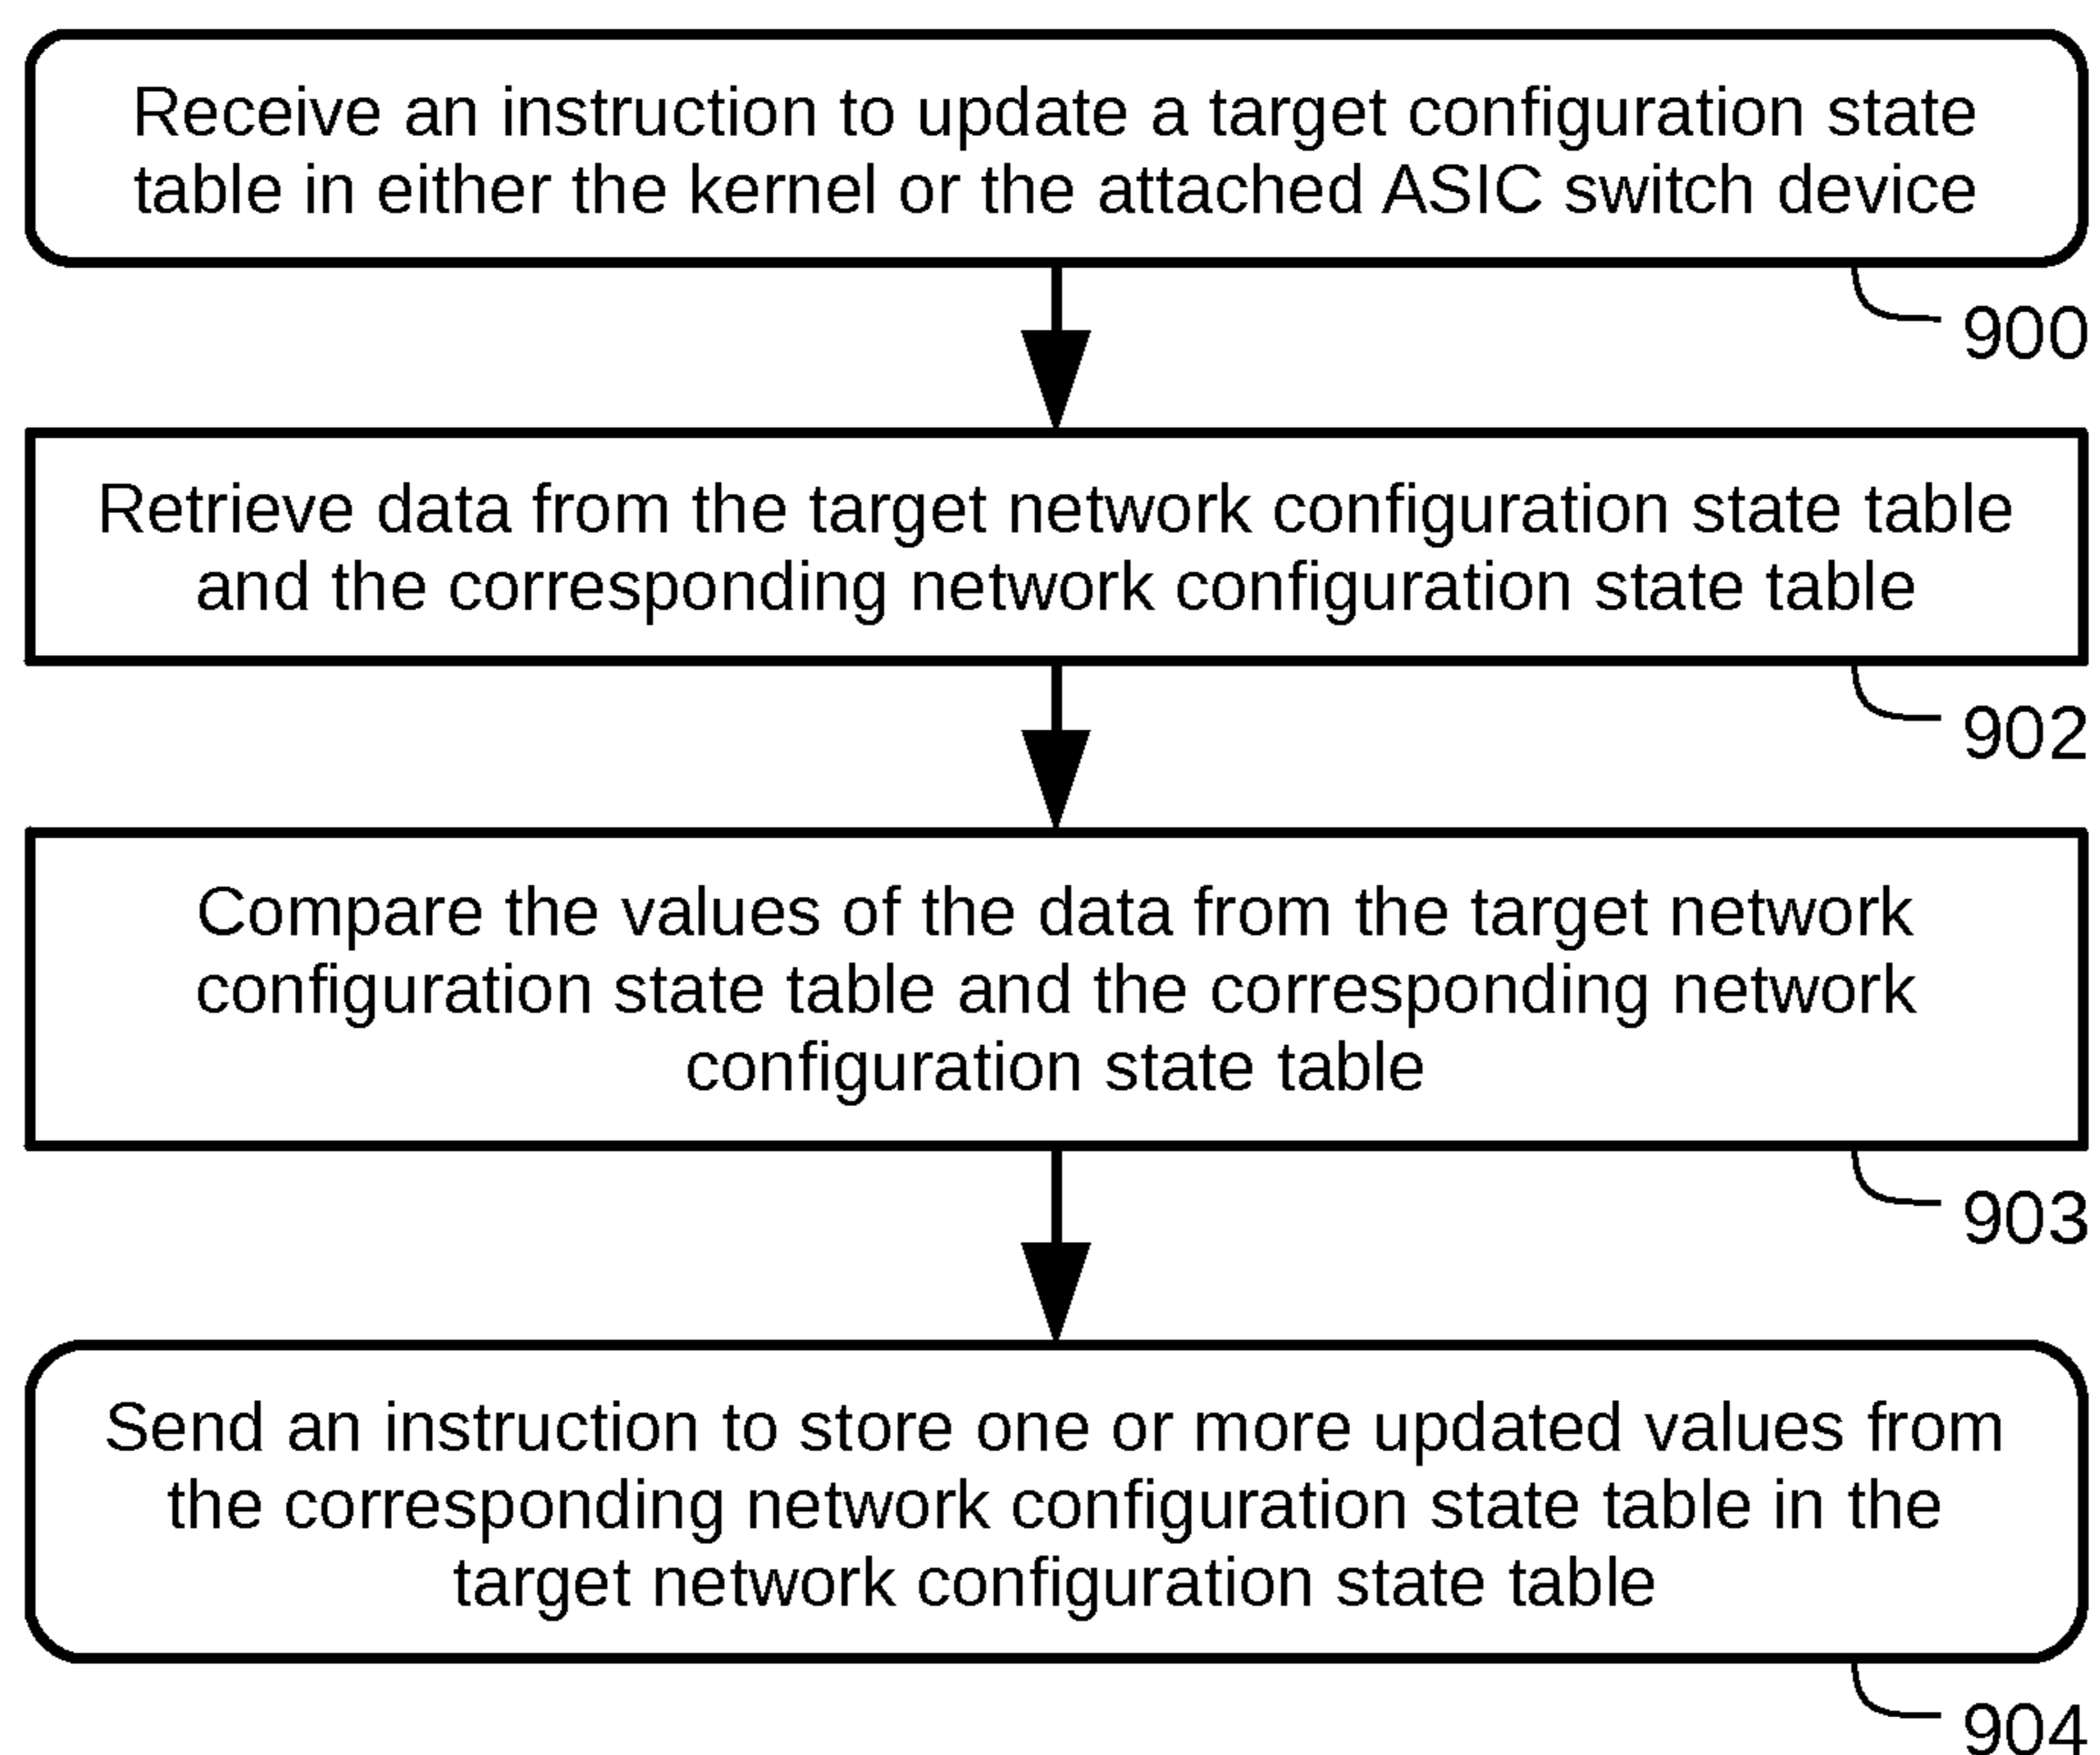 Receive an instruction to update a target configuration state
table in either the kernel or the attached ASIC switch device
900
Retrieve data from the target network configuration state table
and the corresponding network configuration state table
902
Compare the values of the data from the target network
configuration state table and the corresponding network
configuration state table
903
Send an instruction to store one or more updated values from
the corresponding network configuration state table in the
target network configuration state table
904